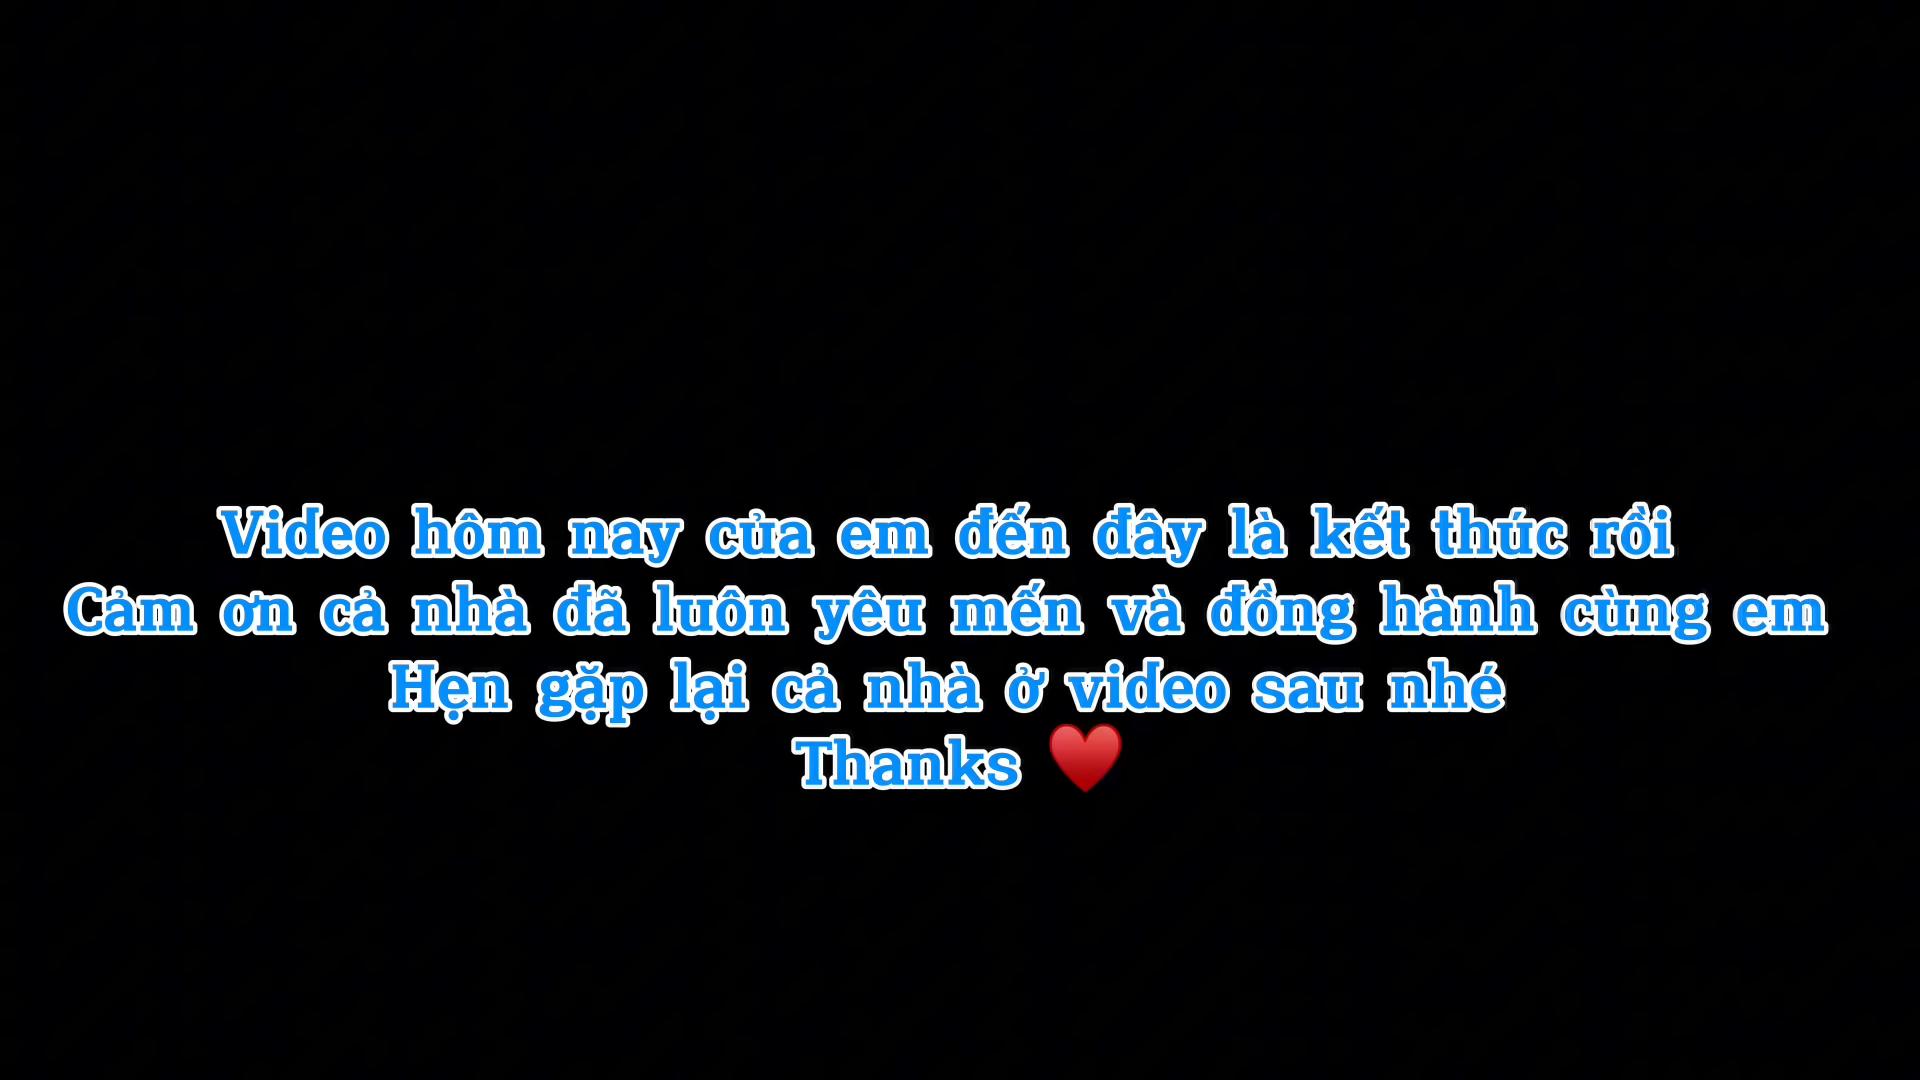 Video hôm nay của em đến đây là kết thúc rồi
Cảm ơn cả nhà đã luôn yêu mến và đồng hành cùng em
Hẹn gặp lại cả nhà ở video sau nhé
Thanks ♥️